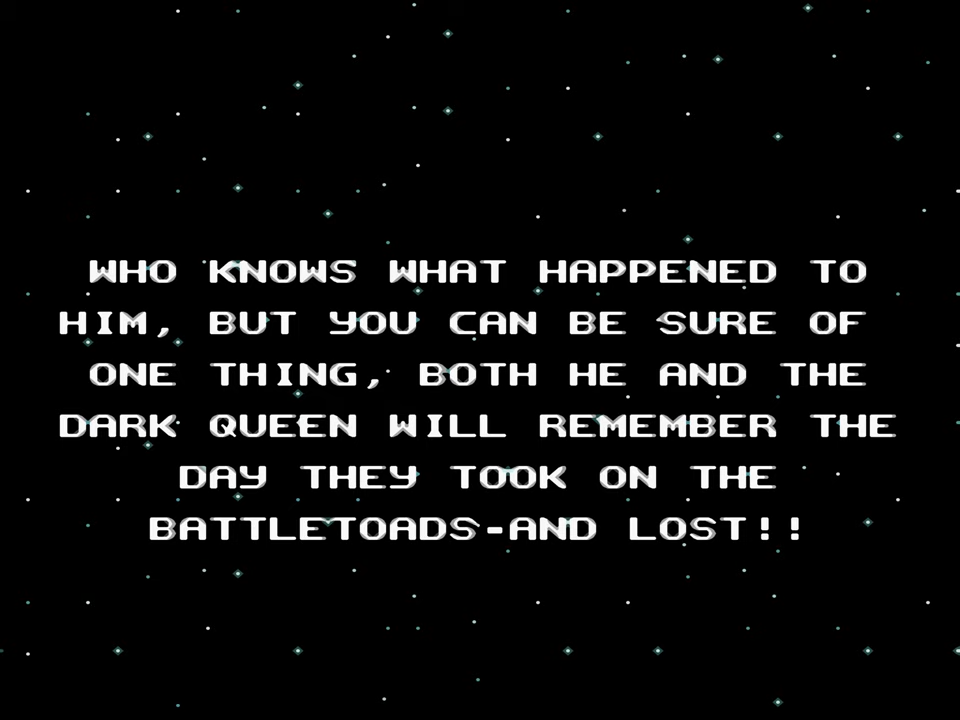 WHO KNOWS WHAT HAPPENED TO
HIM, BUT YOU CAN BE SURE OF
ONE THING, BOTH HE AND THE
DARK QUEEN WILL REMEMBER THE
DAY THEY TOOK ON THE
BATTLETOADS-AND LOST!!